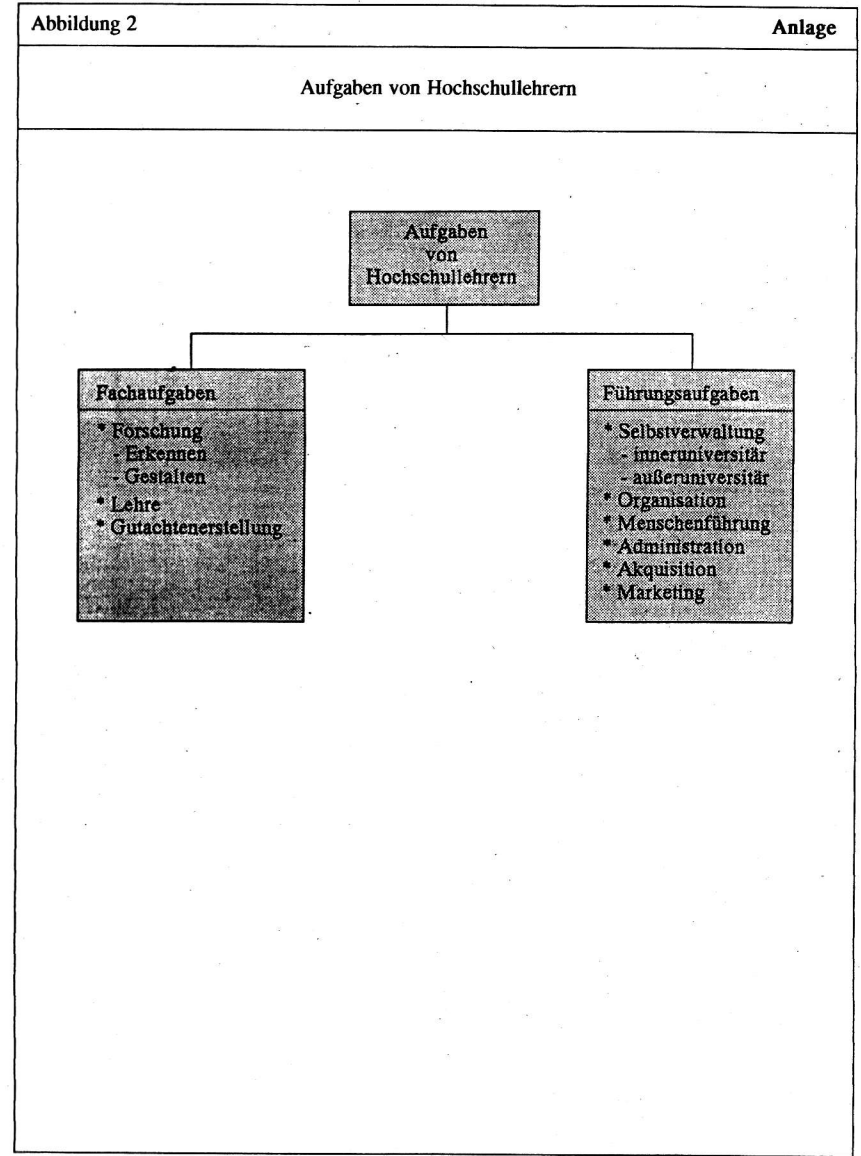 Abbildung 2 Anlage
Aufgaben von Hochschullehrern
Aufgaben
von
Hochschullehrern
Fachaufgaben
* Forschung
- Erkennen
- Gestalten
* Lehre
* Gutachtenerstellung
Führungsaufgaben
* Selbstverwaltung
- inneruniversitär
- außeruniversitär
* Organisation
* Menschenführung
* Administration
* Akquisition
* Marketing